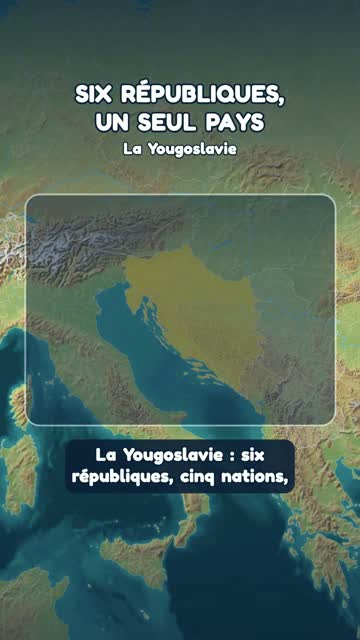 SIX RÉPUBLIQUES,
UN SEUL PAYS
La Yougoslavie
La Yougoslavie : six
républiques, cinq nations,